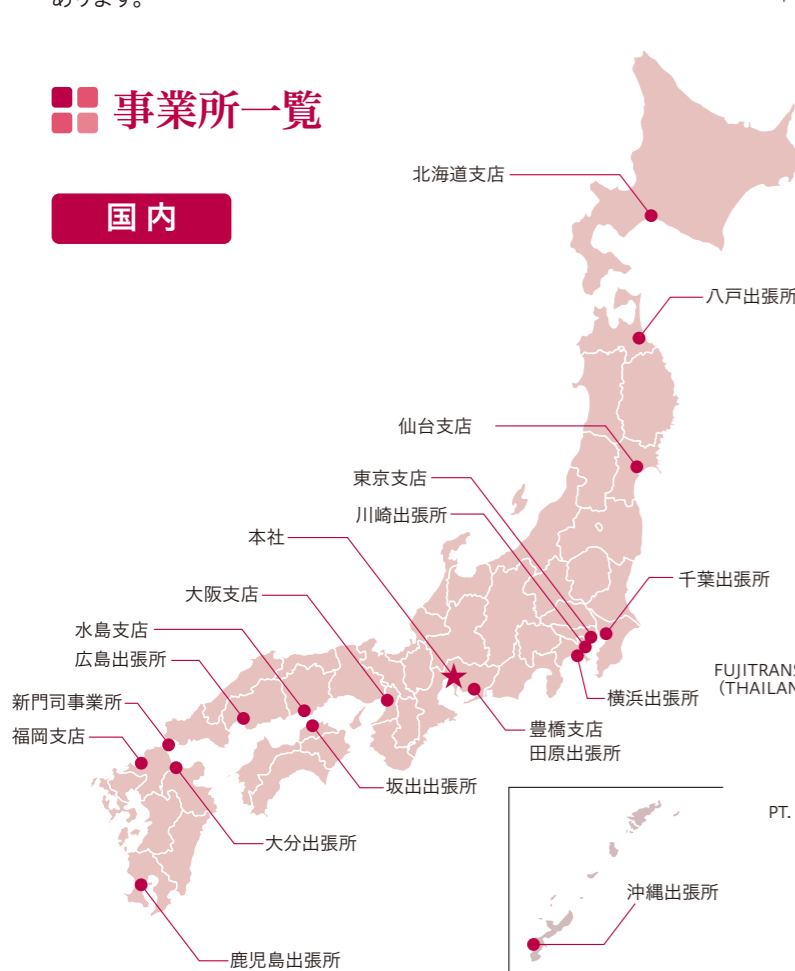 あります。
事業所一覧
国内
北海道支店
八戸出張所
仙台支店
東京支店
川崎出張所
本社
千葉出張所
大阪支店
水島支店
広島出張所
新門司事業所
福岡支店
横浜出張所
豊橋支店
田原出張所
坂出出張所
大分出張所
鹿児島出張所
沖縄出張所
FUJITRANS
(THAILAN
PT.